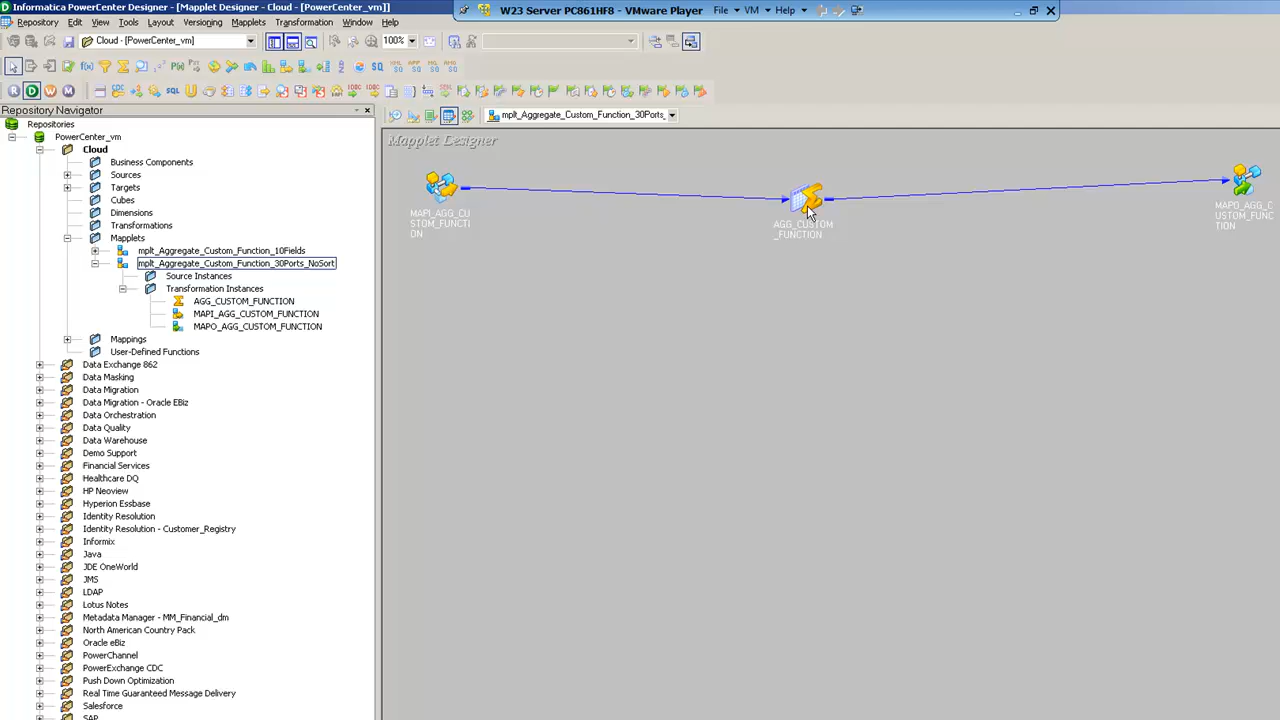 Informatica PowerCenter Designer - [Mapplet Designer - Cloud - [PowerCenter_vm]]
W23 Server PC861HF8 - VMware Player File VM Help
Repository Edit View Tools Layout Versioning Mapplets Transformation Window Help
Cloud - [PowerCenter_vm] 100%
Repository Navigator
mplt_Aggregate_Custom_Function_30Ports_
Mapplet Designer
Repositories
PowerCenter_vm
Cloud
Business Components
Sources
Targets
Cubes
Dimensions
Transformations
Mapplets
mplt_Aggregate_Custom_Function_10Fields
mplt_Aggregate_Custom_Function_30Ports_NoSort
Source Instances
Transformation Instances
AGG_CUSTOM_FUNCTION
MAPI_AGG_CUSTOM_FUNCTION
MAPO_AGG_CUSTOM_FUNCTION
Mappings
User-Defined Functions
Data Exchange 862
Data Masking
Data Migration
Data Migration - Oracle EBiz
Data Orchestration
Data Quality
Data Warehouse
Demo Support
Financial Services
Healthcare DQ
HP Neoview
Hyperion Essbase
Identity Resolution
Identity Resolution - Customer_Registry
Informix
Java
JDE OneWorld
JMS
LDAP
Lotus Notes
Metadata Manager - MM_Financial_dm
North American Country Pack
Oracle eBiz
PowerChannel
PowerExchange CDC
Push Down Optimization
Real Time Guaranteed Message Delivery
Salesforce
SAP
MAPI_AGG_CU
STOM_FUNCTI
ON
AGG_CUSTOM
_FUNCTION
MAPO_AGG_C
USTOM_FUNC
TION